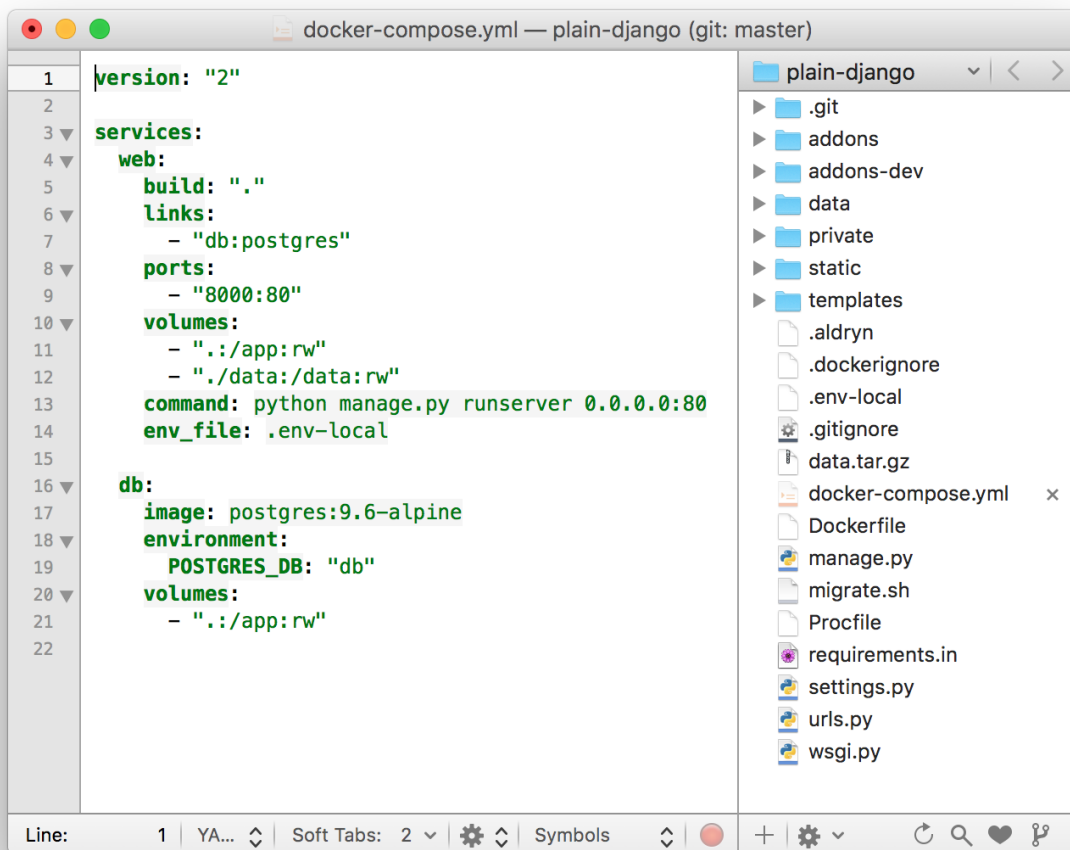 docker-compose.yml — plain-django (git: master)
1 version: "2"
2
3 services:
4   web:
5     build: "."
6     links:
7       - "db:postgres"
8     ports:
9       - "8000:80"
10     volumes:
11       - ".:/app:rw"
12       - "./data:/data:rw"
13     command: python manage.py runserver 0.0.0.0:80
14     env_file: .env-local
15
16   db:
17     image: postgres:9.6-alpine
18     environment:
19       POSTGRES_DB: "db"
20     volumes:
21       - ".:/app:rw"
22
plain-django
.git
addons
addons-dev
data
private
static
templates
.aldryn
.dockerignore
.env-local
.gitignore
data.tar.gz
docker-compose.yml
Dockerfile
manage.py
migrate.sh
Procfile
requirements.in
settings.py
urls.py
wsgi.py
Line: 1 YA... Soft Tabs: 2 Symbols